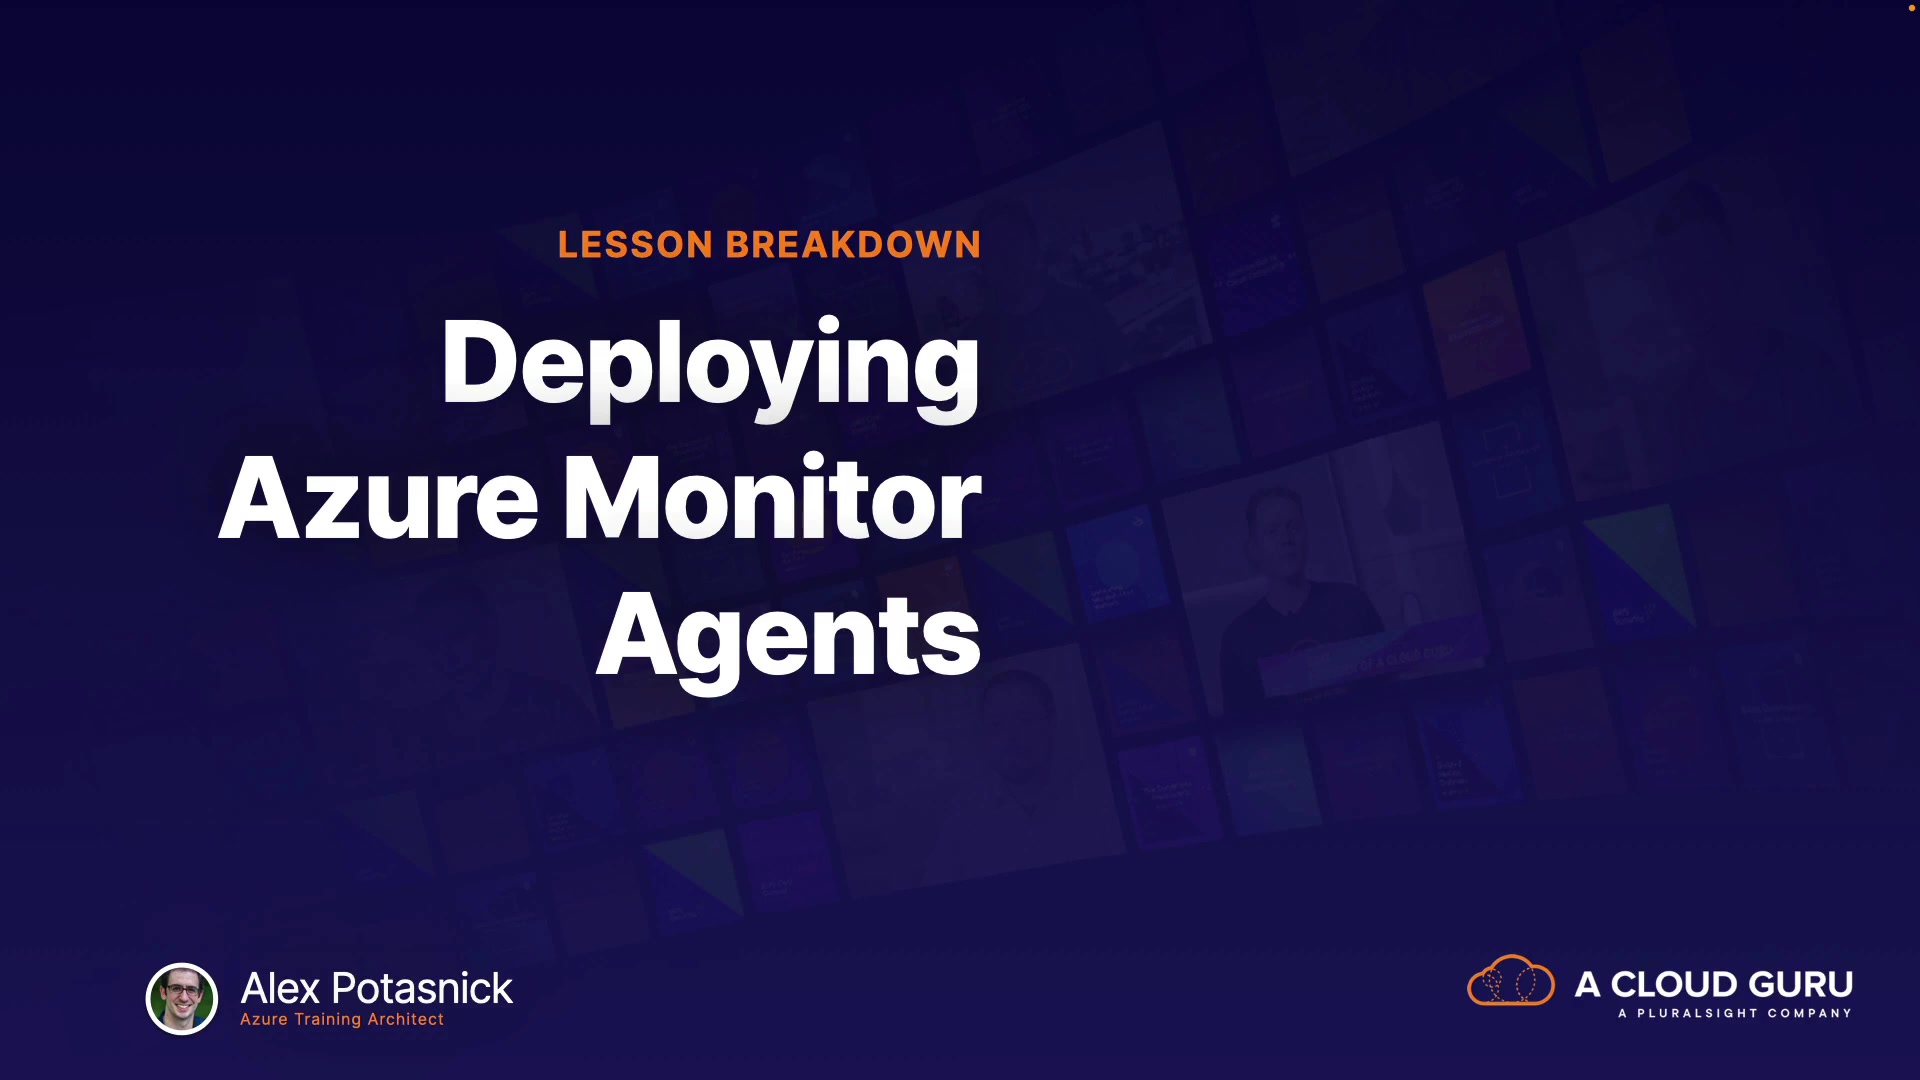 LESSON BREAKDOWN
Deploying
Azure Monitor
Agents
Alex Potasnick
Azure Training Architect
A CLOUD GURU
A PLURALSIGHT COMPANY